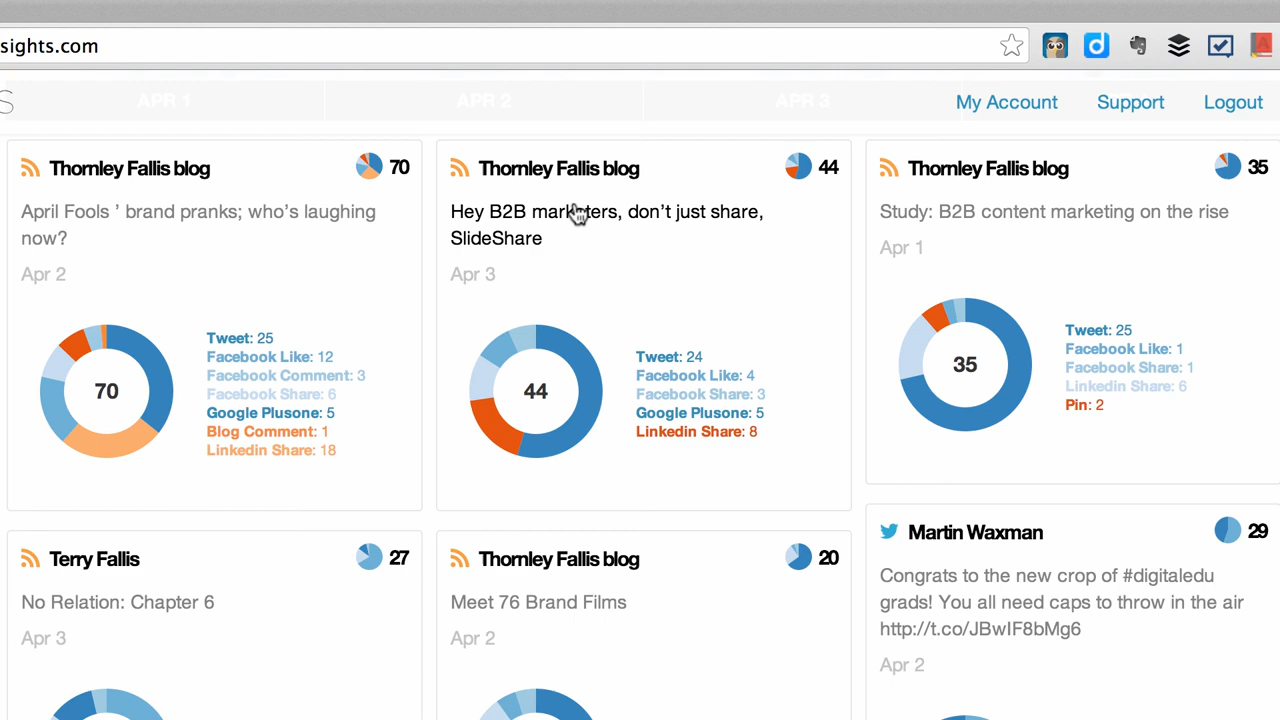 sights.com
S
APR 1
APR 2
APR 3
My Account
Support
Logout
Thornley Fallis blog
70
April Fools ’ brand pranks; who’s laughing
now?
Apr 2
70
Tweet: 25
Facebook Like: 12
Facebook Comment: 3
Facebook Share: 6
Google Plusone: 5
Blog Comment: 1
Linkedin Share: 18
Thornley Fallis blog
44
Hey B2B marketers, don’t just share,
SlideShare
Apr 3
44
Tweet: 24
Facebook Like: 4
Facebook Share: 3
Google Plusone: 5
Linkedin Share: 8
Thornley Fallis blog
35
Study: B2B content marketing on the rise
Apr 1
35
Tweet: 25
Facebook Like: 1
Facebook Share: 1
Linkedin Share: 6
Pin: 2
Terry Fallis
27
No Relation: Chapter 6
Apr 3
Thornley Fallis blog
20
Meet 76 Brand Films
Apr 2
Martin Waxman
29
Congrats to the new crop of #digitaledu
grads! You all need caps to throw in the air
http://t.co/JBwIF8bMg6
Apr 2